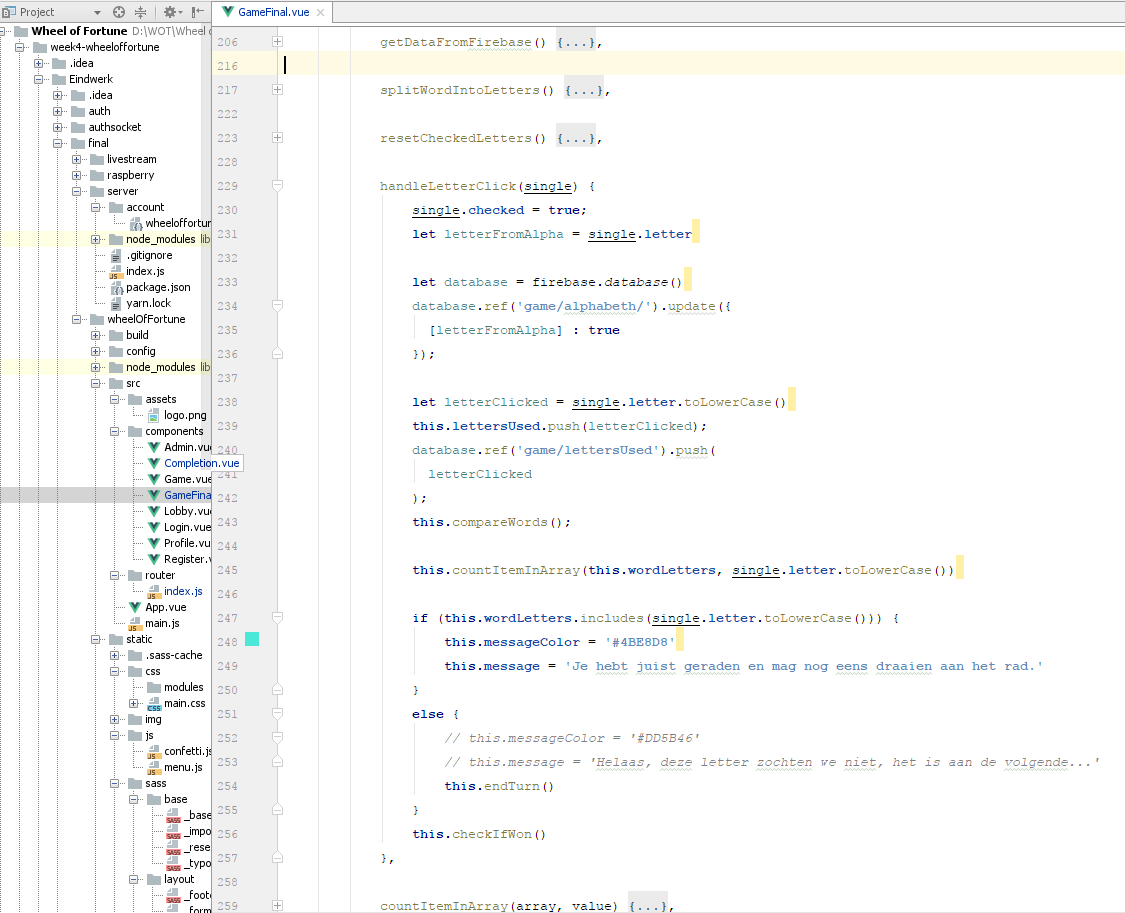 Project
Wheel of Fortune D:\WOT\Wheel
week4-wheeloffortune
.idea
Eindwerk
.idea
auth
authsocket
final
livestream
raspberry
server
account
wheeloffortun
node_modules lib
.gitignore
index.js
package.json
yarn.lock
wheelOfFortune
build
config
node_modules lib
src
assets
logo.png
components
Admin.vue
Completion.vue
Game.vue
GameFina
Lobby.vue
Login.vue
Profile.vu
Register.v
router
index.js
App.vue
main.js
static
.sass-cache
css
modules
main.css
img
js
confetti.js
menu.js
sass
base
_base
_impo
_rese
_typo
layout
_foote
_form
GameFinal.vue
206 getDataFromFirebase() {...},
216
217 splitWordIntoLetters() {...},
222
223 resetCheckedLetters() {...},
228
229 handleLetterClick(single) {
230 single.checked = true;
231 let letterFromAlpha = single.letter
232
233 let database = firebase.database()
234 database.ref('game/alphabeth/').update({
235 [letterFromAlpha] : true
236 });
237
238 let letterClicked = single.letter.toLowerCase()
239 this.lettersUsed.push(letterClicked);
240 database.ref('game/lettersUsed').push(
241 letterClicked
242 );
243 this.compareWords();
244
245 this.countItemInArray(this.wordLetters, single.letter.toLowerCase())
246
247 if (this.wordLetters.includes(single.letter.toLowerCase())) {
248 this.messageColor = '#4BE8D8'
249 this.message = 'Je hebt juist geraden en mag nog eens draaien aan het rad.'
250 }
251 else {
252 // this.messageColor = '#DD5B46'
253 // this.message = 'Helaas, deze letter zochten we niet, het is aan de volgende...'
254 this.endTurn()
255 }
256 this.checkIfWon()
257 },
258
259 countItemInArray(array, value) {...},